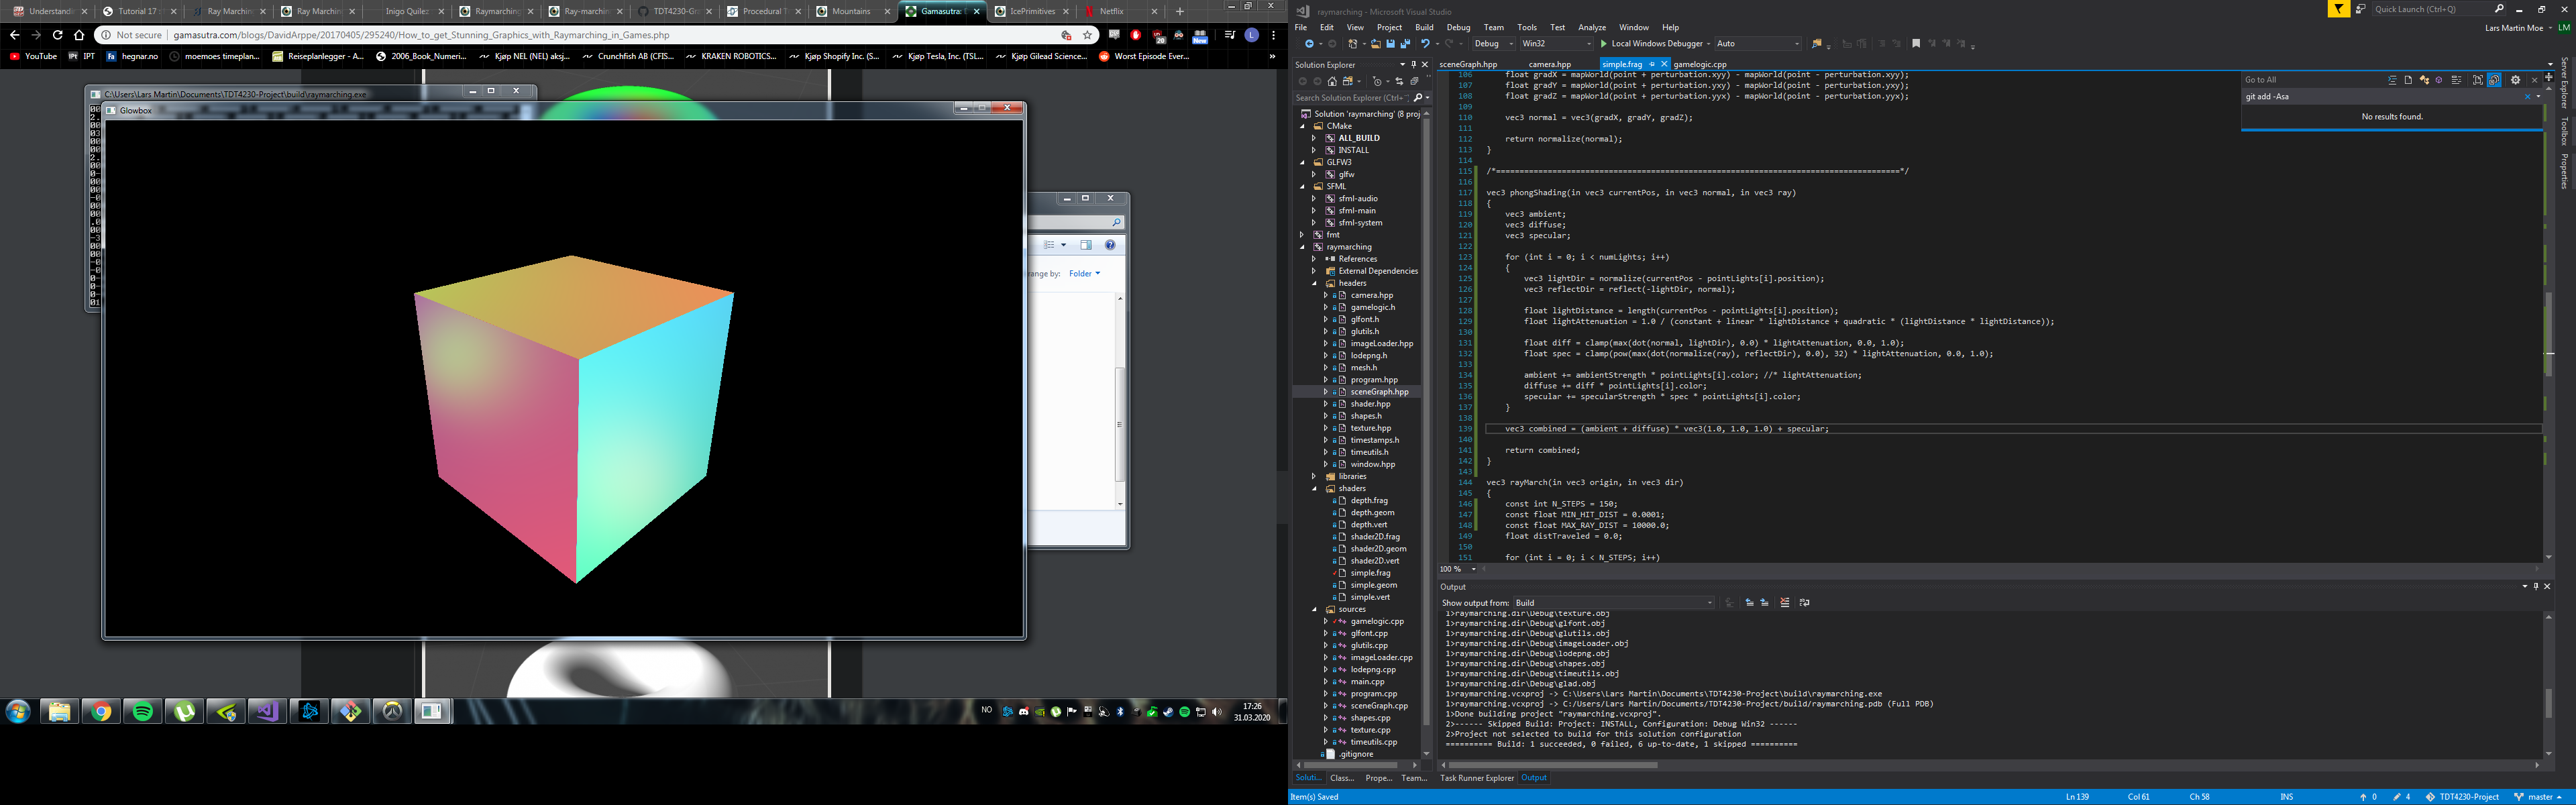 Understandin
Tutorial 17 :
Ray Marching
Ray Marching
Inigo Quilez
Raymarching
Ray-marching
TDT4230-Gra
Procedural T
Mountains
Gamasutra:
IcePrimitives
Netflix
Not secure | gamasutra.com/blogs/DavidArppe/20170405/295240/How_to_get_Stunning_Graphics_with_Raymarching_in_Games.php
YouTube
IPT
hegnar.no
moemoes timeplan...
Reiseplanlegger - A...
2006_Book_Numeri...
Kjøp NEL (NEL) aksj...
Crunchfish AB (CFIS...
KRAKEN ROBOTICS...
Kjøp Shopify Inc. (S...
Kjøp Tesla, Inc. (TSL...
Kjøp Gilead Science...
Worst Episode Ever...
C:\Users\Lars Martin\Documents\TDT4230-Project\build\raymarching.exe
Glowbox
range by: Folder
NO
17:26
31.03.2020
raymarching - Microsoft Visual Studio
Quick Launch (Ctrl+Q)
File Edit View Project Build Debug Team Tools Test Analyze Window Help
Lars Martin Moe LM
Debug Win32 Local Windows Debugger Auto
Solution Explorer
Search Solution Explorer (Ctrl+
Solution 'raymarching' (8 proj
CMake
ALL_BUILD
INSTALL
GLFW3
glfw
SFML
sfml-audio
sfml-main
sfml-system
fmt
raymarching
References
External Dependencies
headers
camera.hpp
gamelogic.h
glfont.h
glutils.h
imageLoader.hpp
lodepng.h
mesh.h
program.hpp
sceneGraph.hpp
shader.hpp
shapes.h
texture.hpp
timestamps.h
timeutils.h
window.hpp
libraries
shaders
depth.frag
depth.geom
depth.vert
shader2D.frag
shader2D.geom
shader2D.vert
simple.frag
simple.geom
simple.vert
sources
gamelogic.cpp
glfont.cpp
glutils.cpp
imageLoader.cpp
lodepng.cpp
main.cpp
program.cpp
sceneGraph.cpp
shapes.cpp
texture.cpp
timeutils.cpp
.gitignore
Soluti... Class... Prope... Team...
sceneGraph.hpp camera.hpp simple.frag gamelogic.cpp
Go to All
git add -Asa
No results found.
Server Explorer
Toolbox
Properties
106 float gradX = mapWorld(point + perturbation.xyy) - mapWorld(point - perturbation.xyy);
107 float gradY = mapWorld(point + perturbation.yxy) - mapWorld(point - perturbation.yxy);
108 float gradZ = mapWorld(point + perturbation.yyx) - mapWorld(point - perturbation.yyx);
109
110 vec3 normal = vec3(gradX, gradY, gradZ);
111
112 return normalize(normal);
113 }
114
115 /*=====================================================================================*/
116
117 vec3 phongShading(in vec3 currentPos, in vec3 normal, in vec3 ray)
118 {
119 vec3 ambient;
120 vec3 diffuse;
121 vec3 specular;
122
123 for (int i = 0; i < numLights; i++)
124 {
125 vec3 lightDir = normalize(currentPos - pointLights[i].position);
126 vec3 reflectDir = reflect(-lightDir, normal);
127
128 float lightDistance = length(currentPos - pointLights[i].position);
129 float lightAttenuation = 1.0 / (constant + linear * lightDistance + quadratic * (lightDistance * lightDistance));
130
131 float diff = clamp(max(dot(normal, lightDir), 0.0) * lightAttenuation, 0.0, 1.0);
132 float spec = clamp(pow(max(dot(normalize(ray), reflectDir), 0.0), 32) * lightAttenuation, 0.0, 1.0);
133
134 ambient += ambientStrength * pointLights[i].color; //* lightAttenuation;
135 diffuse += diff * pointLights[i].color;
136 specular += specularStrength * spec * pointLights[i].color;
137 }
138
139 vec3 combined = (ambient + diffuse) * vec3(1.0, 1.0, 1.0) + specular;
140
141 return combined;
142 }
143
144 vec3 rayMarch(in vec3 origin, in vec3 dir)
145 {
146 const int N_STEPS = 150;
147 const float MIN_HIT_DIST = 0.0001;
148 const float MAX_RAY_DIST = 10000.0;
149 float distTraveled = 0.0;
150
151 for (int i = 0; i < N_STEPS; i++)
100 %
Output
Show output from: Build
1>raymarching.dir\Debug\texture.obj
1>raymarching.dir\Debug\glfont.obj
1>raymarching.dir\Debug\glutils.obj
1>raymarching.dir\Debug\imageLoader.obj
1>raymarching.dir\Debug\lodepng.obj
1>raymarching.dir\Debug\shapes.obj
1>raymarching.dir\Debug\timeutils.obj
1>raymarching.dir\Debug\glad.obj
1>raymarching.vcxproj -> C:\Users\Lars Martin\Documents\TDT4230-Project\build\raymarching.exe
1>raymarching.vcxproj -> C:/Users/Lars Martin/Documents/TDT4230-Project/build/raymarching.pdb (Full PDB)
1>Done building project "raymarching.vcxproj".
2>------ Skipped Build: Project: INSTALL, Configuration: Debug Win32 ------
2>Project not selected to build for this solution configuration
========== Build: 1 succeeded, 0 failed, 6 up-to-date, 1 skipped ==========
Task Runner Explorer Output
Item(s) Saved
Ln 139 Col 61 Ch 58 INS 0 4 TDT4230-Project master